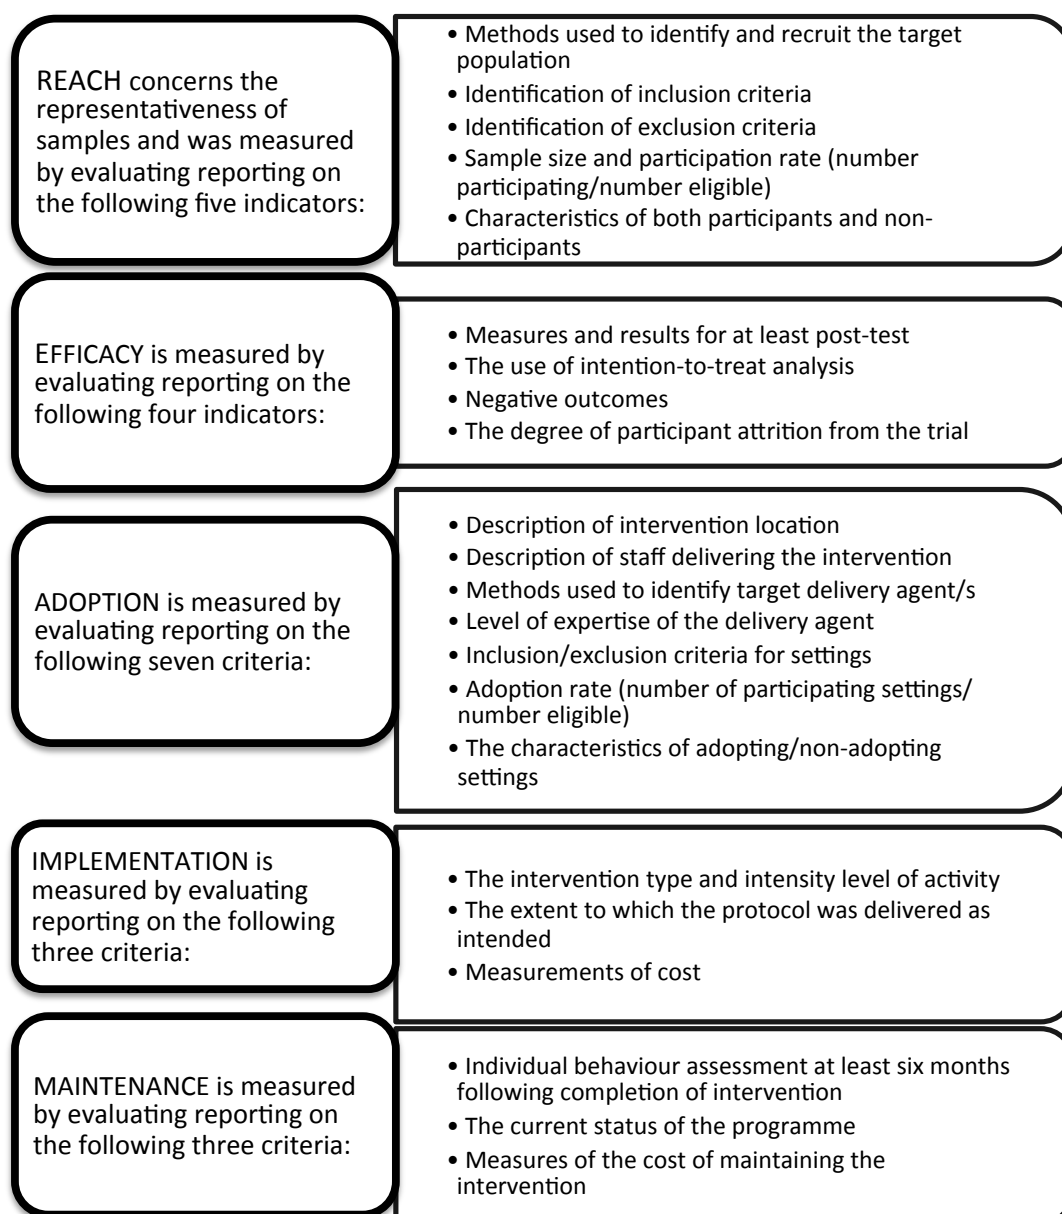 REACH concerns the
representativeness of
samples and was measured
by evaluating reporting on
the following five indicators:
• Methods used to identify and recruit the target
population
• Identification of inclusion criteria
• Identification of exclusion criteria
• Sample size and participation rate (number
participating/number eligible)
• Characteristics of both participants and non-
participants
EFFICACY is measured by
evaluating reporting on the
following four indicators:
• Measures and results for at least post-test
• The use of intention-to-treat analysis
• Negative outcomes
• The degree of participant attrition from the trial
ADOPTION is measured by
evaluating reporting on the
following seven criteria:
• Description of intervention location
• Description of staff delivering the intervention
• Methods used to identify target delivery agent/s
• Level of expertise of the delivery agent
• Inclusion/exclusion criteria for settings
• Adoption rate (number of participating settings/
number eligible)
• The characteristics of adopting/non-adopting
settings
IMPLEMENTATION is
measured by evaluating
reporting on the following
three criteria:
• The intervention type and intensity level of activity
• The extent to which the protocol was delivered as
intended
• Measurements of cost
MAINTENANCE is measured
by evaluating reporting on
the following three criteria:
• Individual behaviour assessment at least six months
following completion of intervention
• The current status of the programme
• Measures of the cost of maintaining the
intervention